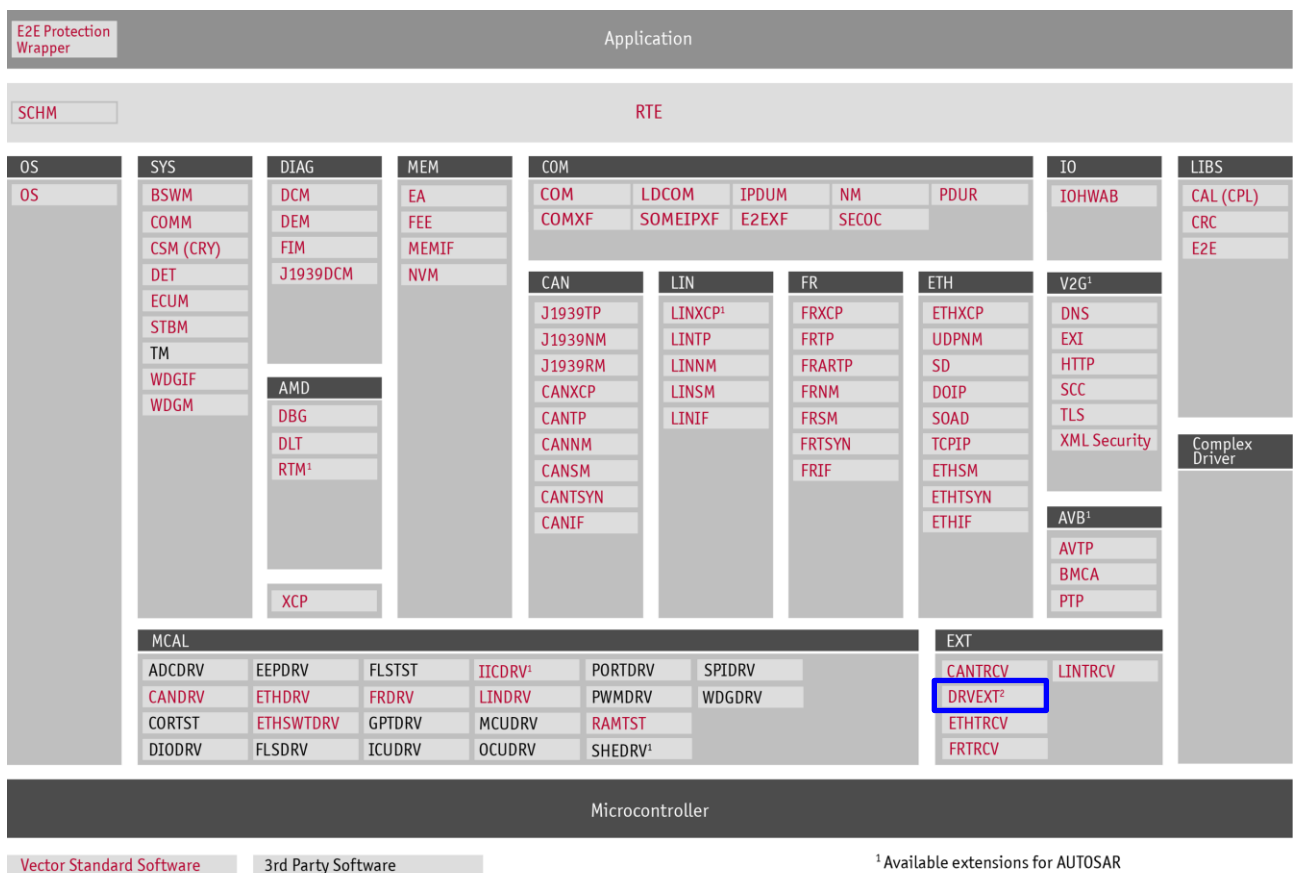 E2E Protection
Wrapper
Application
SCHM
RTE
OS
OS
SYS
BSWM
COMM
CSM (CRY)
DET
ECUM
STBM
TM
WDGIF
WDGM
DIAG
DCM
DEM
FIM
J1939DCM
AMD
DBG
DLT
RTM¹
XCP
MEM
EA
FEE
MEMIF
NVM
COM
COM LDCOM IPDUM NM PDUR
COMXF SOMEIPXF E2EXF SECOC
CAN
J1939TP
J1939NM
J1939RM
CANXCP
CANTP
CANNM
CANSM
CANTSYN
CANIF
LIN
LINXCP¹
LINTP
LINNM
LINSM
LINIF
FR
FRXCP
FRTP
FRARTP
FRNM
FRSM
FRTSYN
FRIF
ETH
ETHXCP
UDPNM
SD
DOIP
SOAD
TCPIP
ETHSM
ETHTSYN
ETHIF
IO
IOHWAB
V2G¹
DNS
EXI
HTTP
SCC
TLS
XML Security
AVB¹
AVTP
BMCA
PTP
LIBS
CAL (CPL)
CRC
E2E
Complex
Driver
MCAL
ADCDRV EEPDRV FLSTST IICDRV¹ PORTDRV SPIDRV
CANDRV ETHDRV FRDRV LINDRV PWMDRV WDGDRV
CORTST ETHSWTDRV GPTDRV MCUDRV RAMTST
DIODRV FLSDRV ICUDRV OCUDRV SHEDRV¹
EXT
CANTRCV LINTRCV
DRVEXT²
ETHTRCV
FRTRCV
Microcontroller
Vector Standard Software 3rd Party Software
¹ Available extensions for AUTOSAR